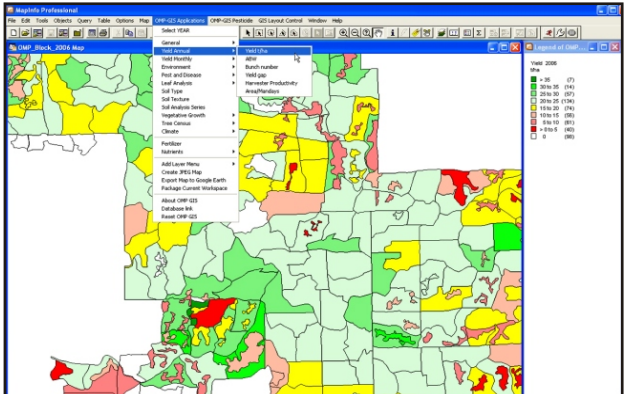 MapInfo Professional
File Edit Tools Objects Query Table Options Map OMP-GIS Applications OMP-GIS Pesticide GIS Layout Control Window Help
OMP_Block_2006 Map
Select YEAR
General
Yield Annual
Yield Monthly
Environment
Pest and Disease
Leaf Analysis
Soil Type
Soil Texture
Soil Analysis Series
Vegetative Growth
Tree Census
Climate
Fertilizer
Nutrients
Add Layer Menu
Create JPEG Map
Export Map to Google Earth
Package Current Workspace
About OMP GIS
Database link
Reset OMP GIS
Yield t/ha
ABW
Bunch number
Yield gap
Harvester Productivity
Area/Mandays
Legend of OMP...
Yield 2006
t/ha
> 35 (7)
30 to 35 (14)
25 to 30 (57)
20 to 25 (134)
15 to 20 (74)
10 to 15 (58)
5 to 10 (61)
> 0 to 5 (40)
0 (98)